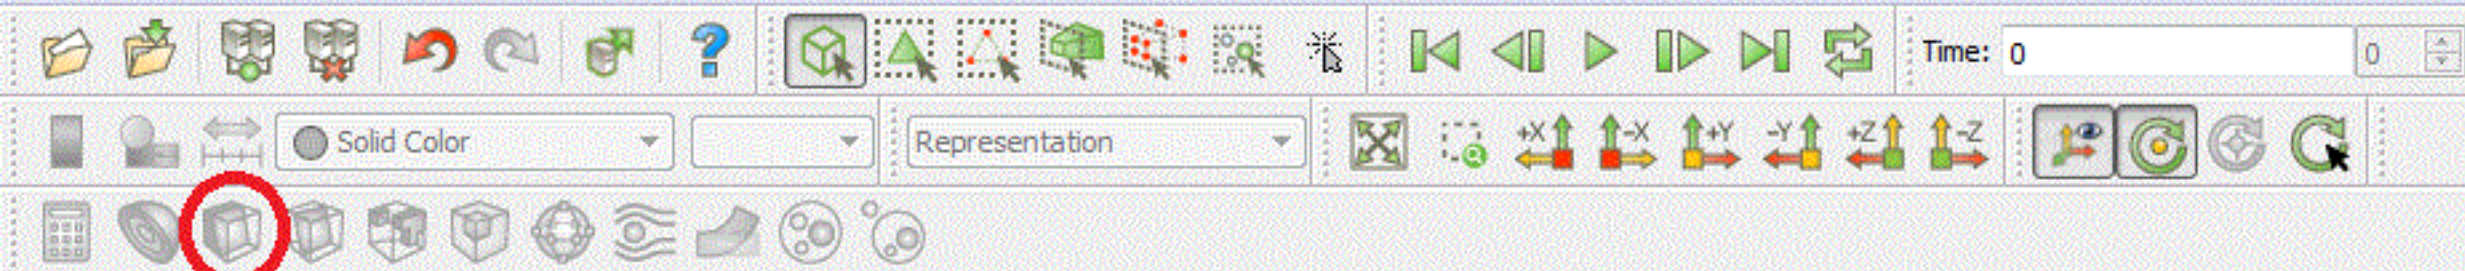 ? Time: 0 0
Solid Color Representation +X -X +Y -Y +Z -Z